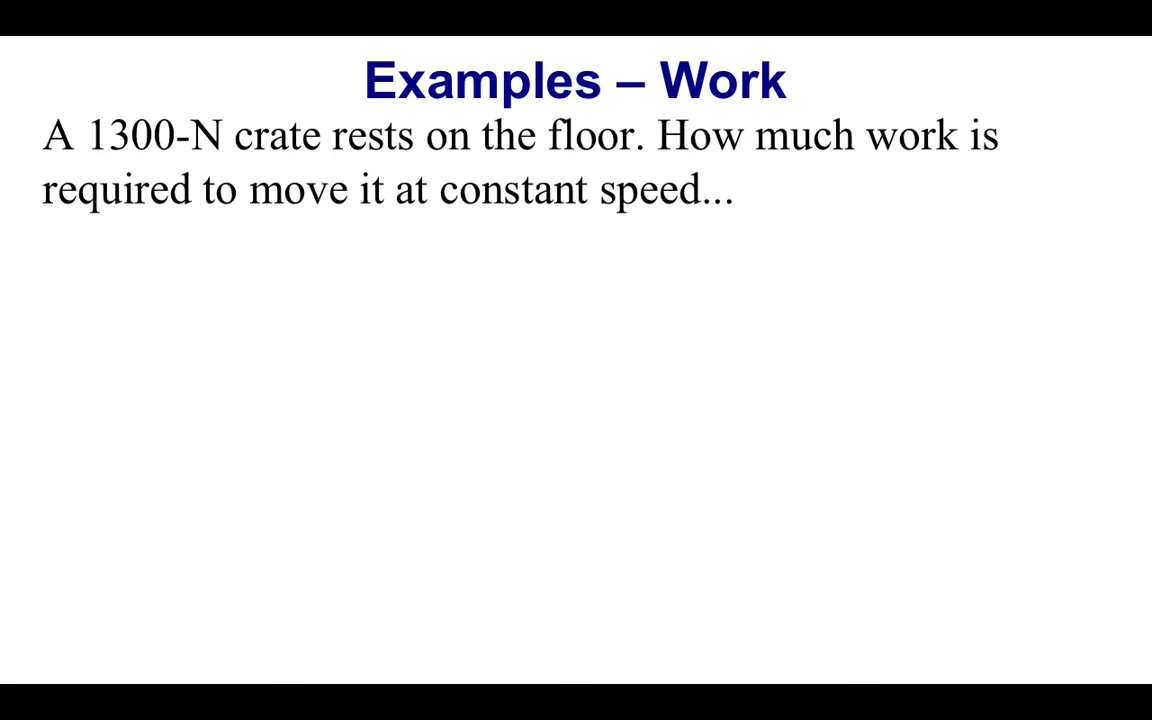 Examples – Work
A 1300-N crate rests on the floor. How much work is
required to move it at constant speed...